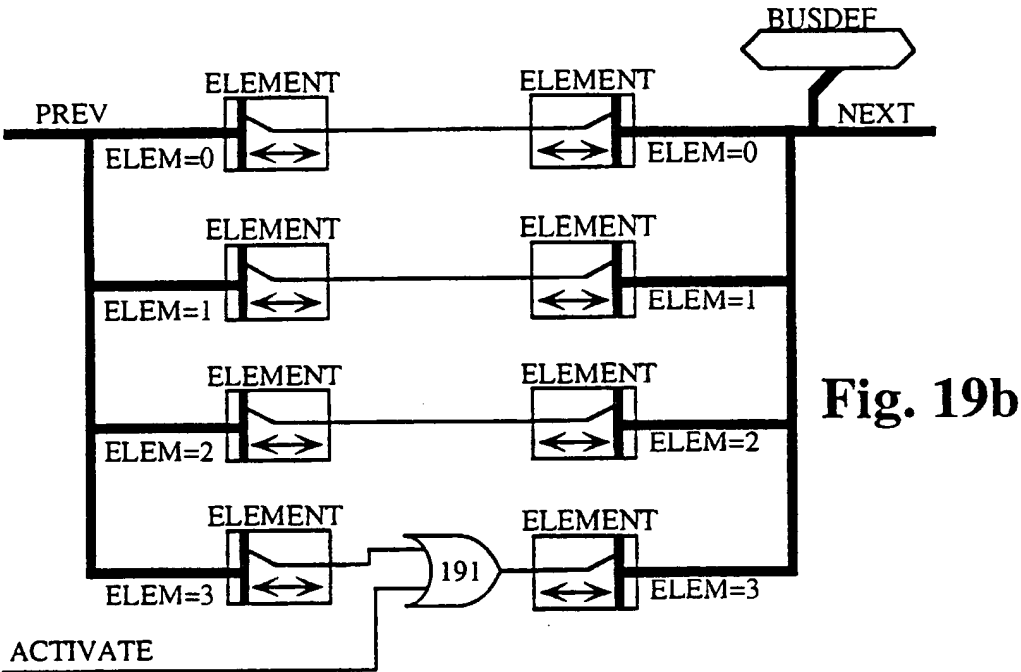 BUSDEF
ELEMENT ELEMENT
PREV NEXT
ELEM=0 ELEM=0
ELEMENT ELEMENT
ELEM=1 ELEM=1
ELEMENT ELEMENT
Fig. 19b
ELEM=2 ELEM=2
ELEMENT ELEMENT
191
ELEM=3 ELEM=3
ACTIVATE